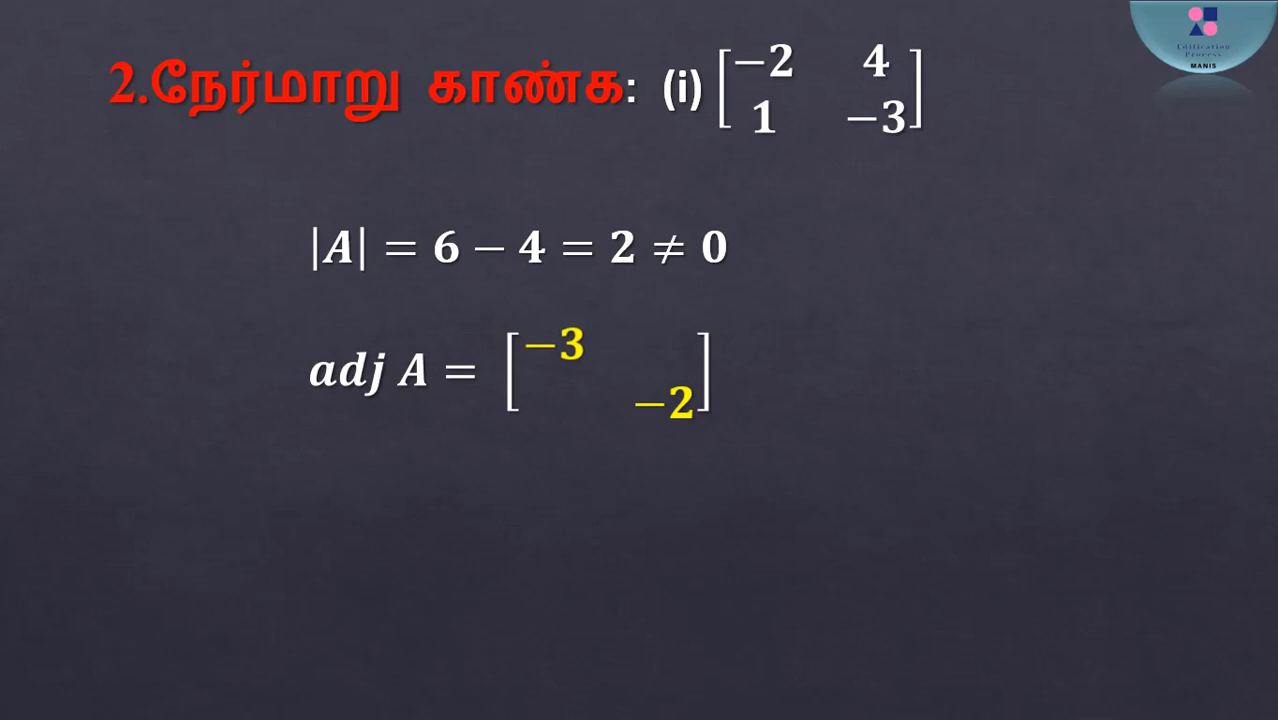 2.நேர்மாறு காண்க: (i) [−2 4
1 −3]
|A| = 6 − 4 = 2 ≠ 0
adj A = [−3
−2]
Edification
Process
MANIS